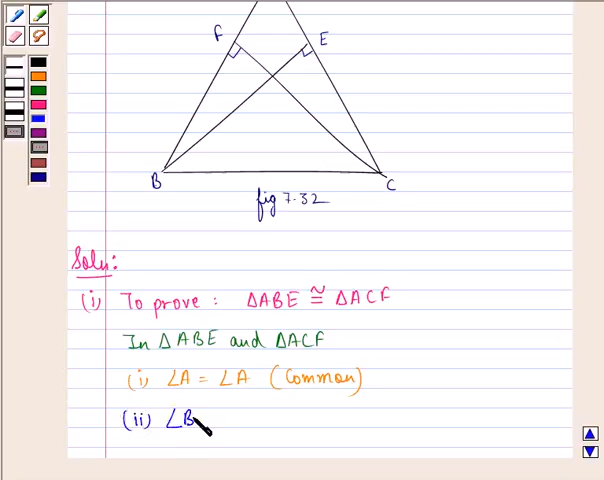 F
E
B
C
fig 7.32
Soln:
(i) To prove : ΔABE ≅ ΔACF
In ΔABE and ΔACF
(i) ∠A = ∠A (Common)
(ii) ∠B